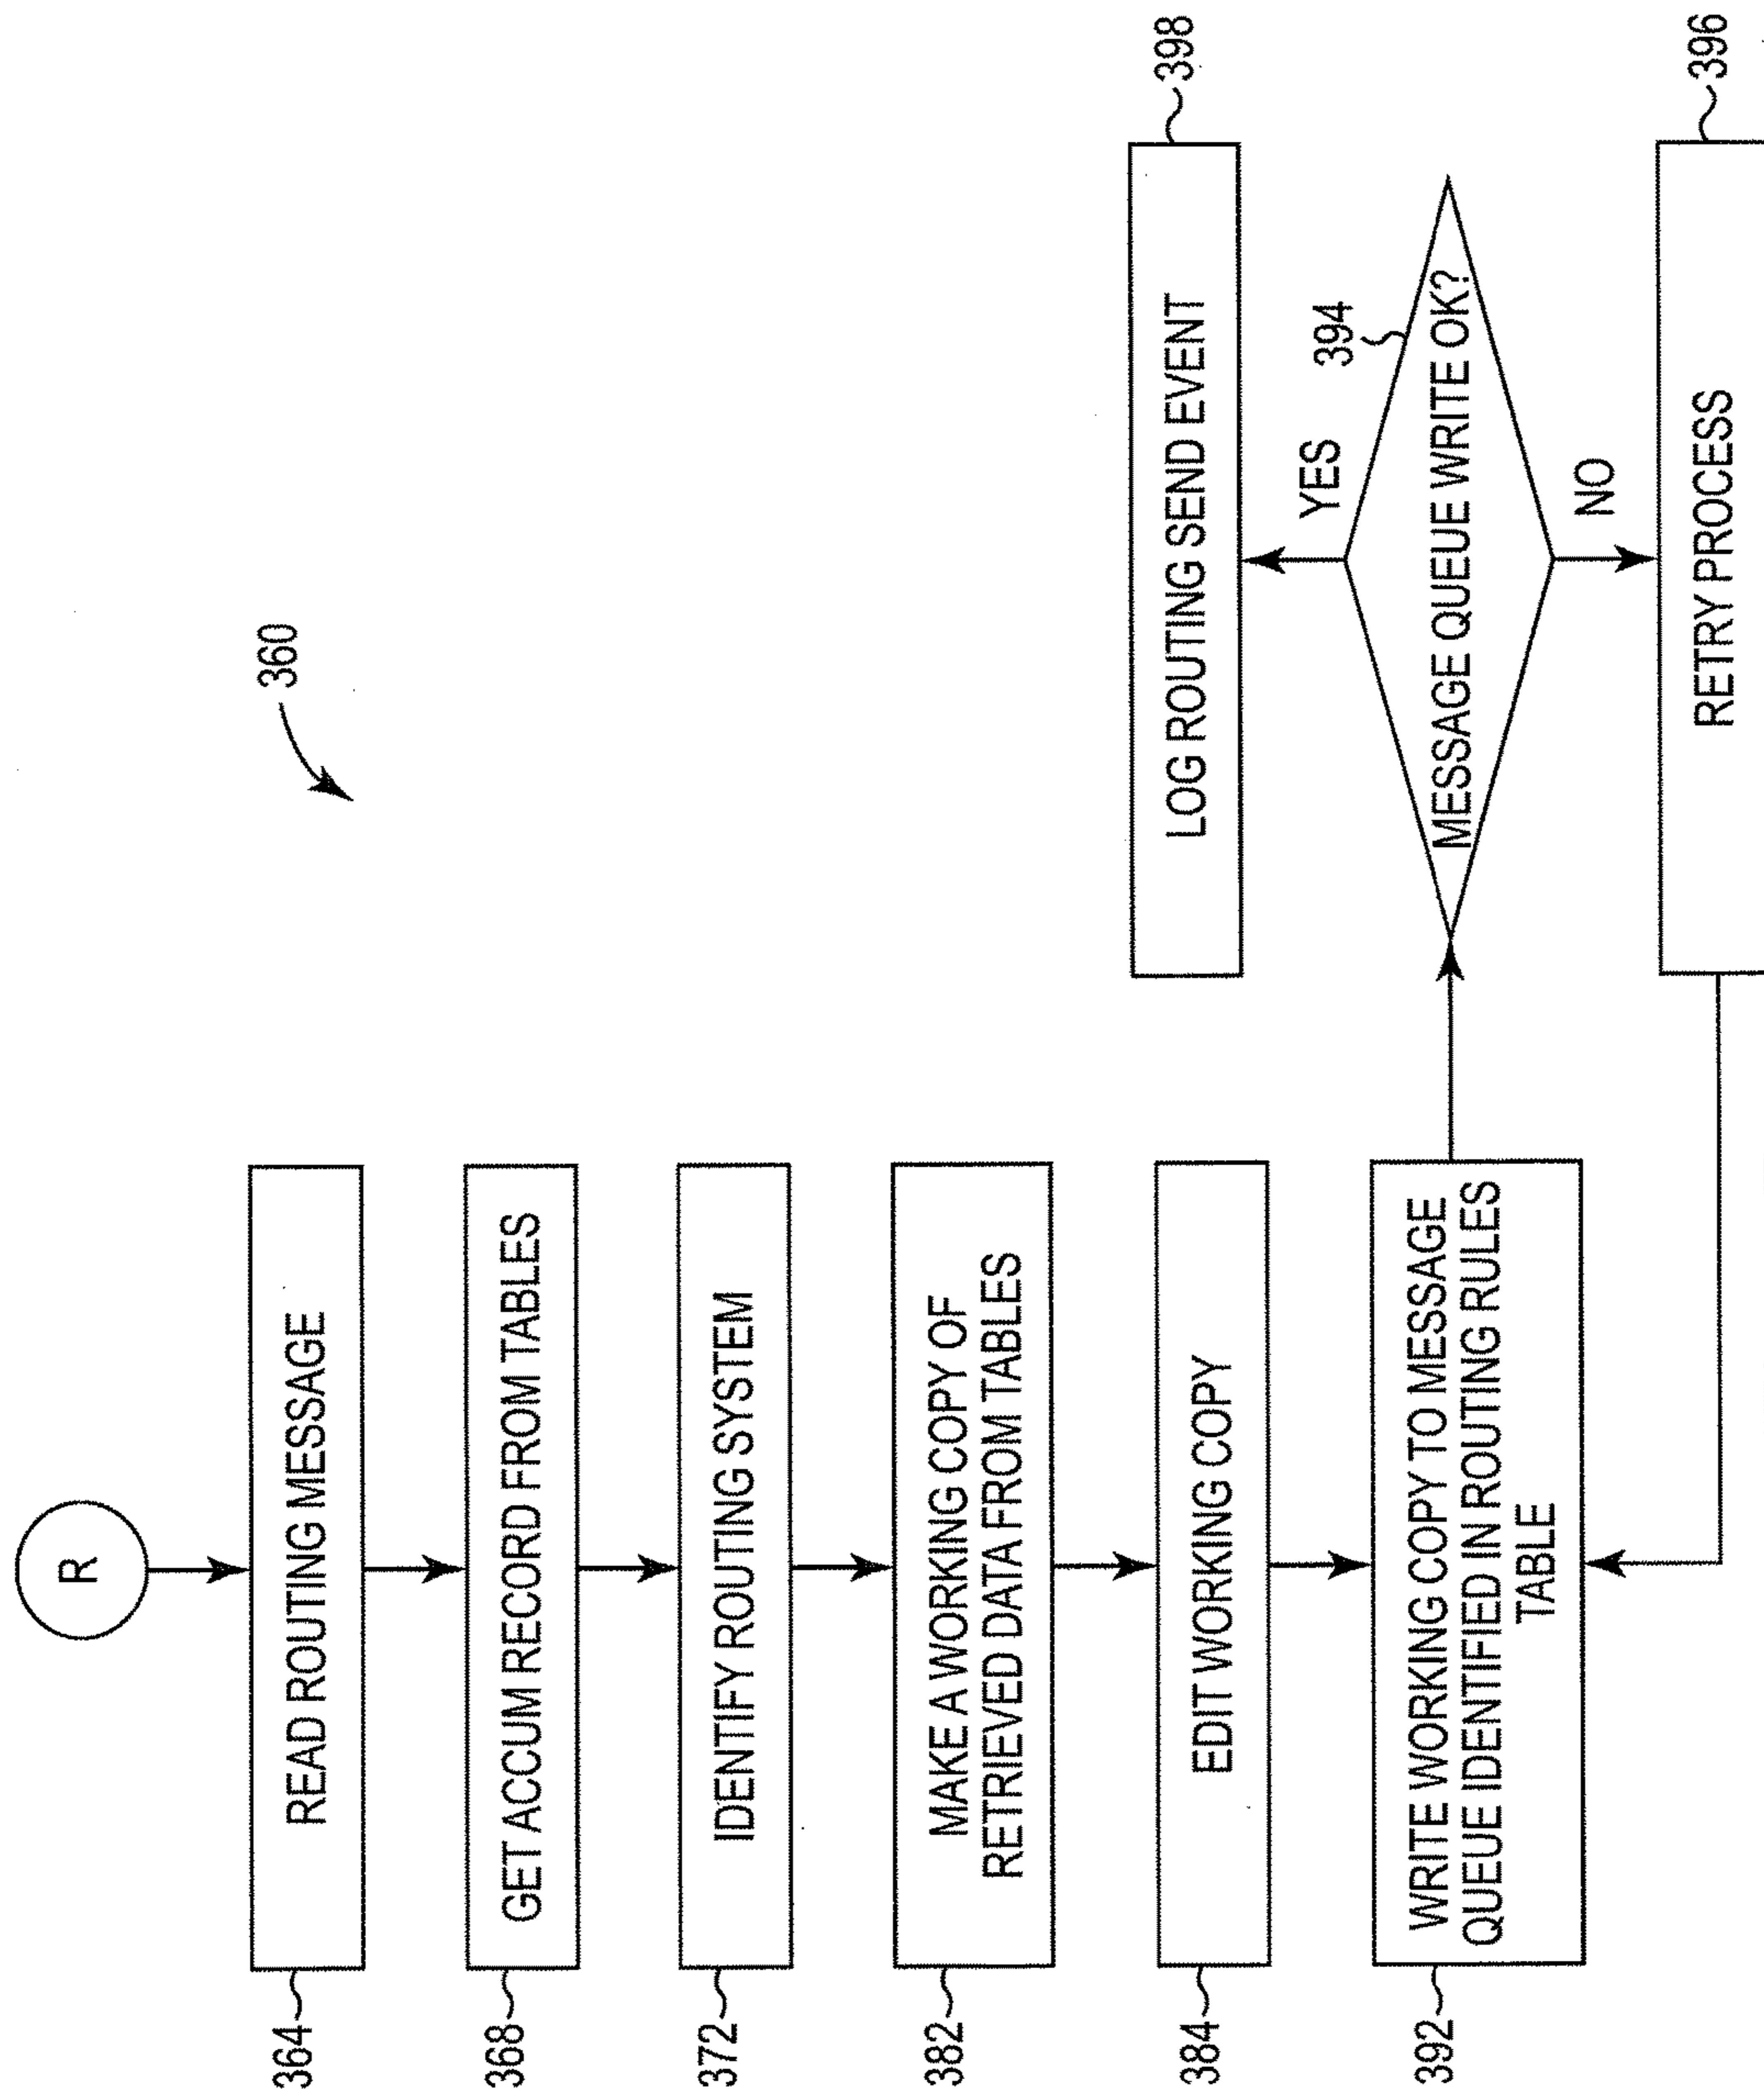 360
R
364
READ ROUTING MESSAGE
368
GET ACCUM RECORD FROM TABLES
372
IDENTIFY ROUTING SYSTEM
382
MAKE A WORKING COPY OF
RETRIEVED DATA FROM TABLES
384
EDIT WORKING COPY
392
WRITE WORKING COPY TO MESSAGE
QUEUE IDENTIFIED IN ROUTING RULES
TABLE
398
LOG ROUTING SEND EVENT
YES
394
MESSAGE QUEUE WRITE OK?
NO
396
RETRY PROCESS